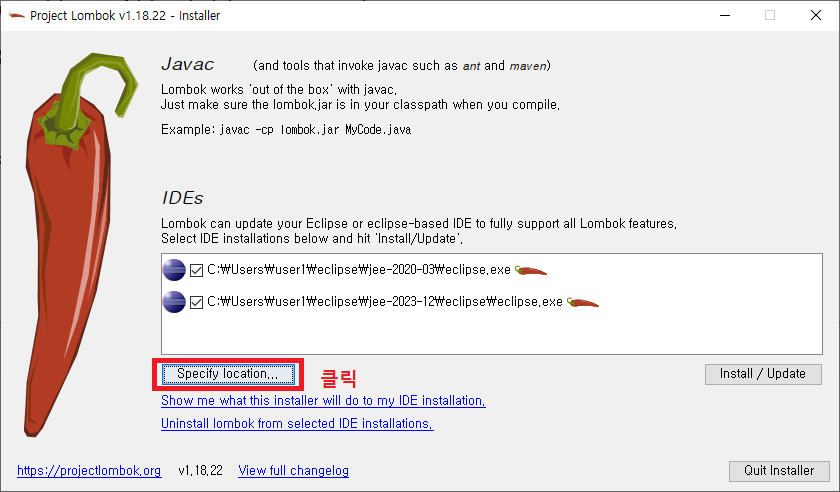 Project Lombok v1.18.22 - Installer
Javac (and tools that invoke javac such as ant and maven)
Lombok works 'out of the box' with javac.
Just make sure the lombok.jar is in your classpath when you compile.
Example: javac -cp lombok.jar MyCode.java
IDEs
Lombok can update your Eclipse or eclipse-based IDE to fully support all Lombok features.
Select IDE installations below and hit 'Install/Update'.
C:₩Users₩user1₩eclipse₩jee-2020-03₩eclipse.exe
C:₩Users₩user1₩eclipse₩jee-2023-12₩eclipse₩eclipse.exe
Specify location... 클릭 Install / Update
Show me what this installer will do to my IDE installation.
Uninstall lombok from selected IDE installations.
https://projectlombok.org v1.18.22 View full changelog Quit Installer